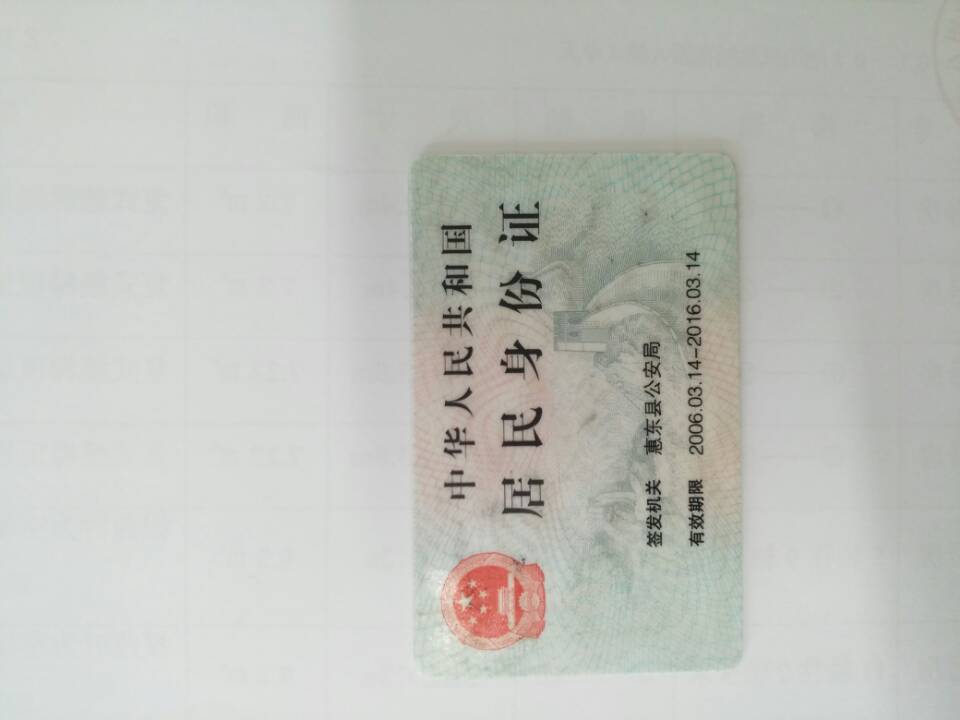 中华人民共和国
居民身份证
签发机关 惠东县公安局
有效期限 2006.03.14-2016.03.14